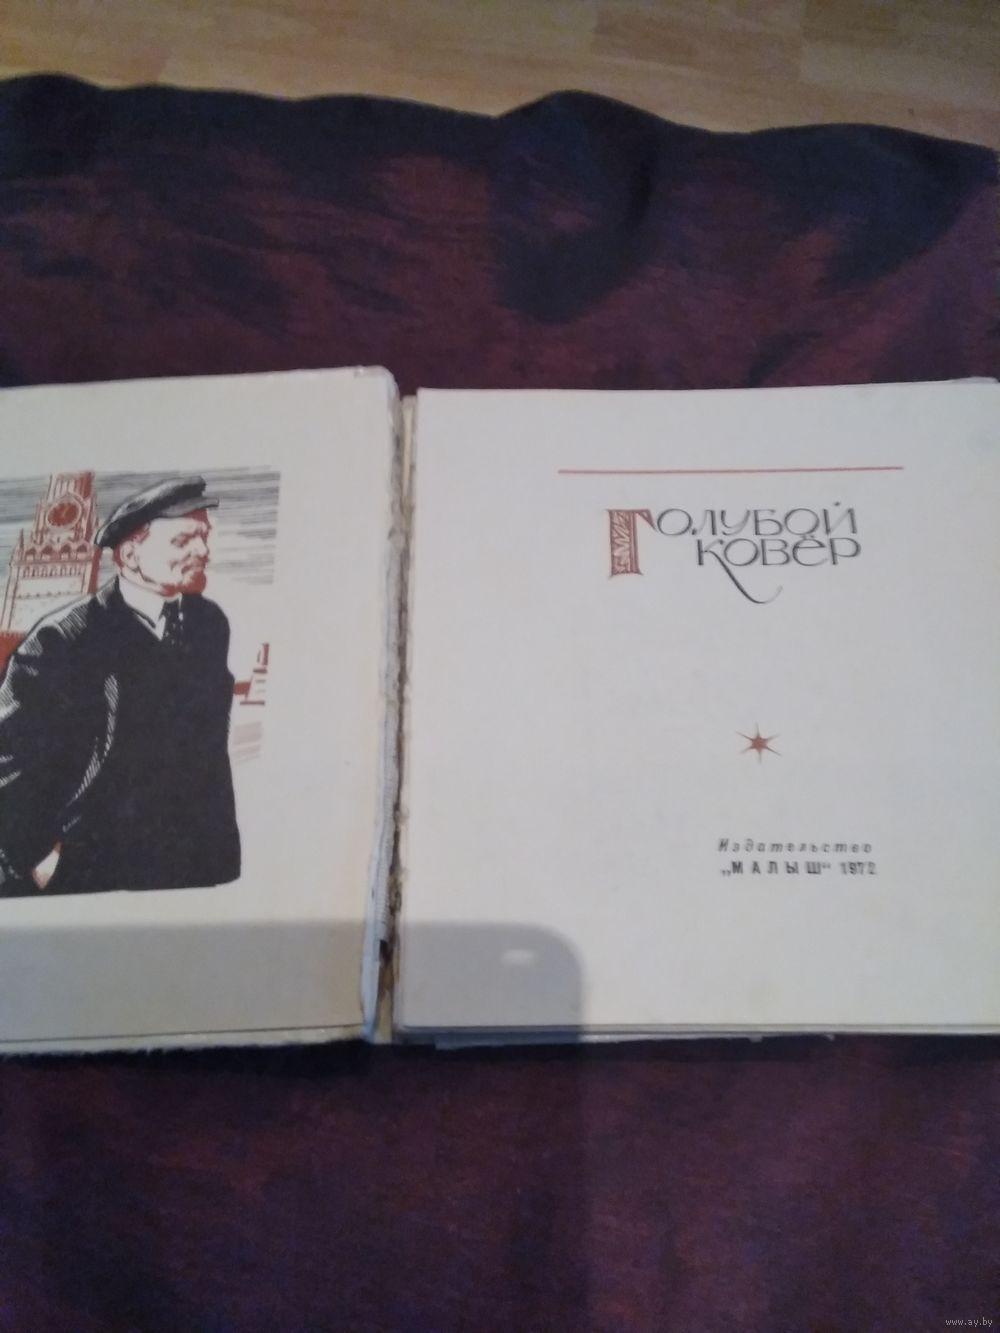 Голубой
ковёр
Издательство
„МАЛЫШ“ 1972
www.ay.by